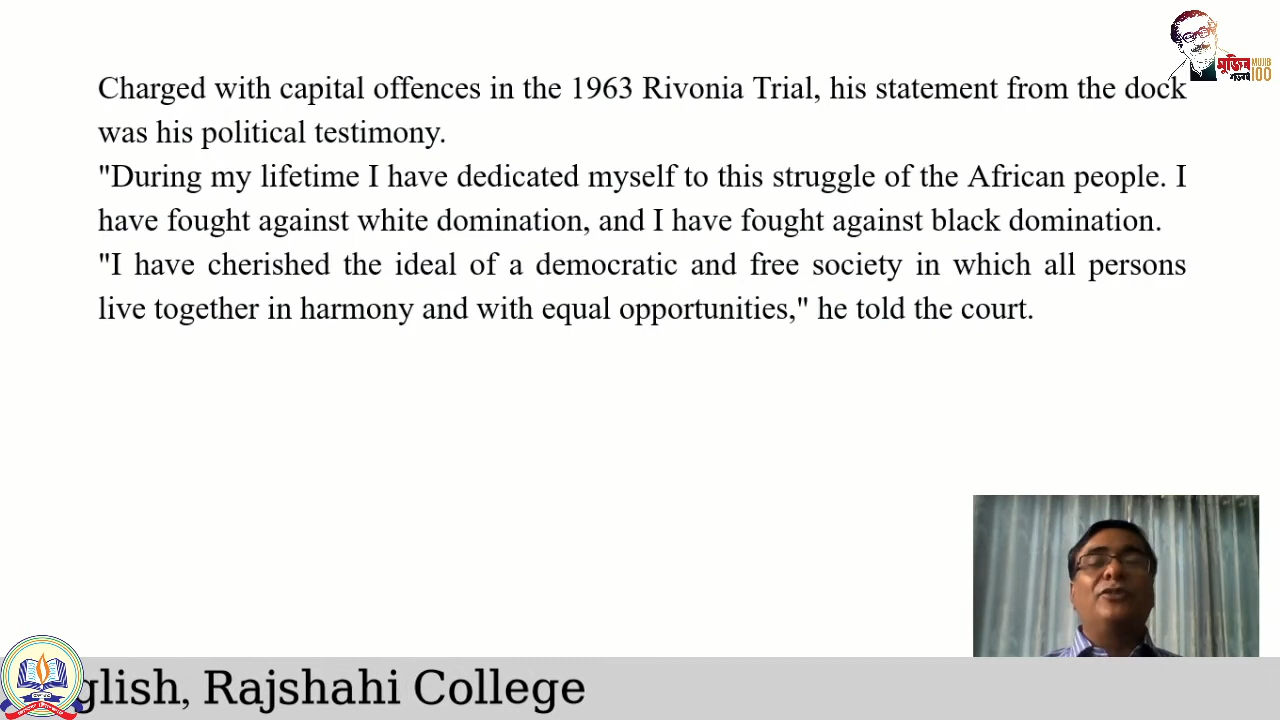 মুজিব MUJIB
শতবর্ষ 100
Charged with capital offences in the 1963 Rivonia Trial, his statement from the dock
was his political testimony.
"During my lifetime I have dedicated myself to this struggle of the African people. I
have fought against white domination, and I have fought against black domination.
"I have cherished the ideal of a democratic and free society in which all persons
live together in harmony and with equal opportunities," he told the court.
glish, Rajshahi College